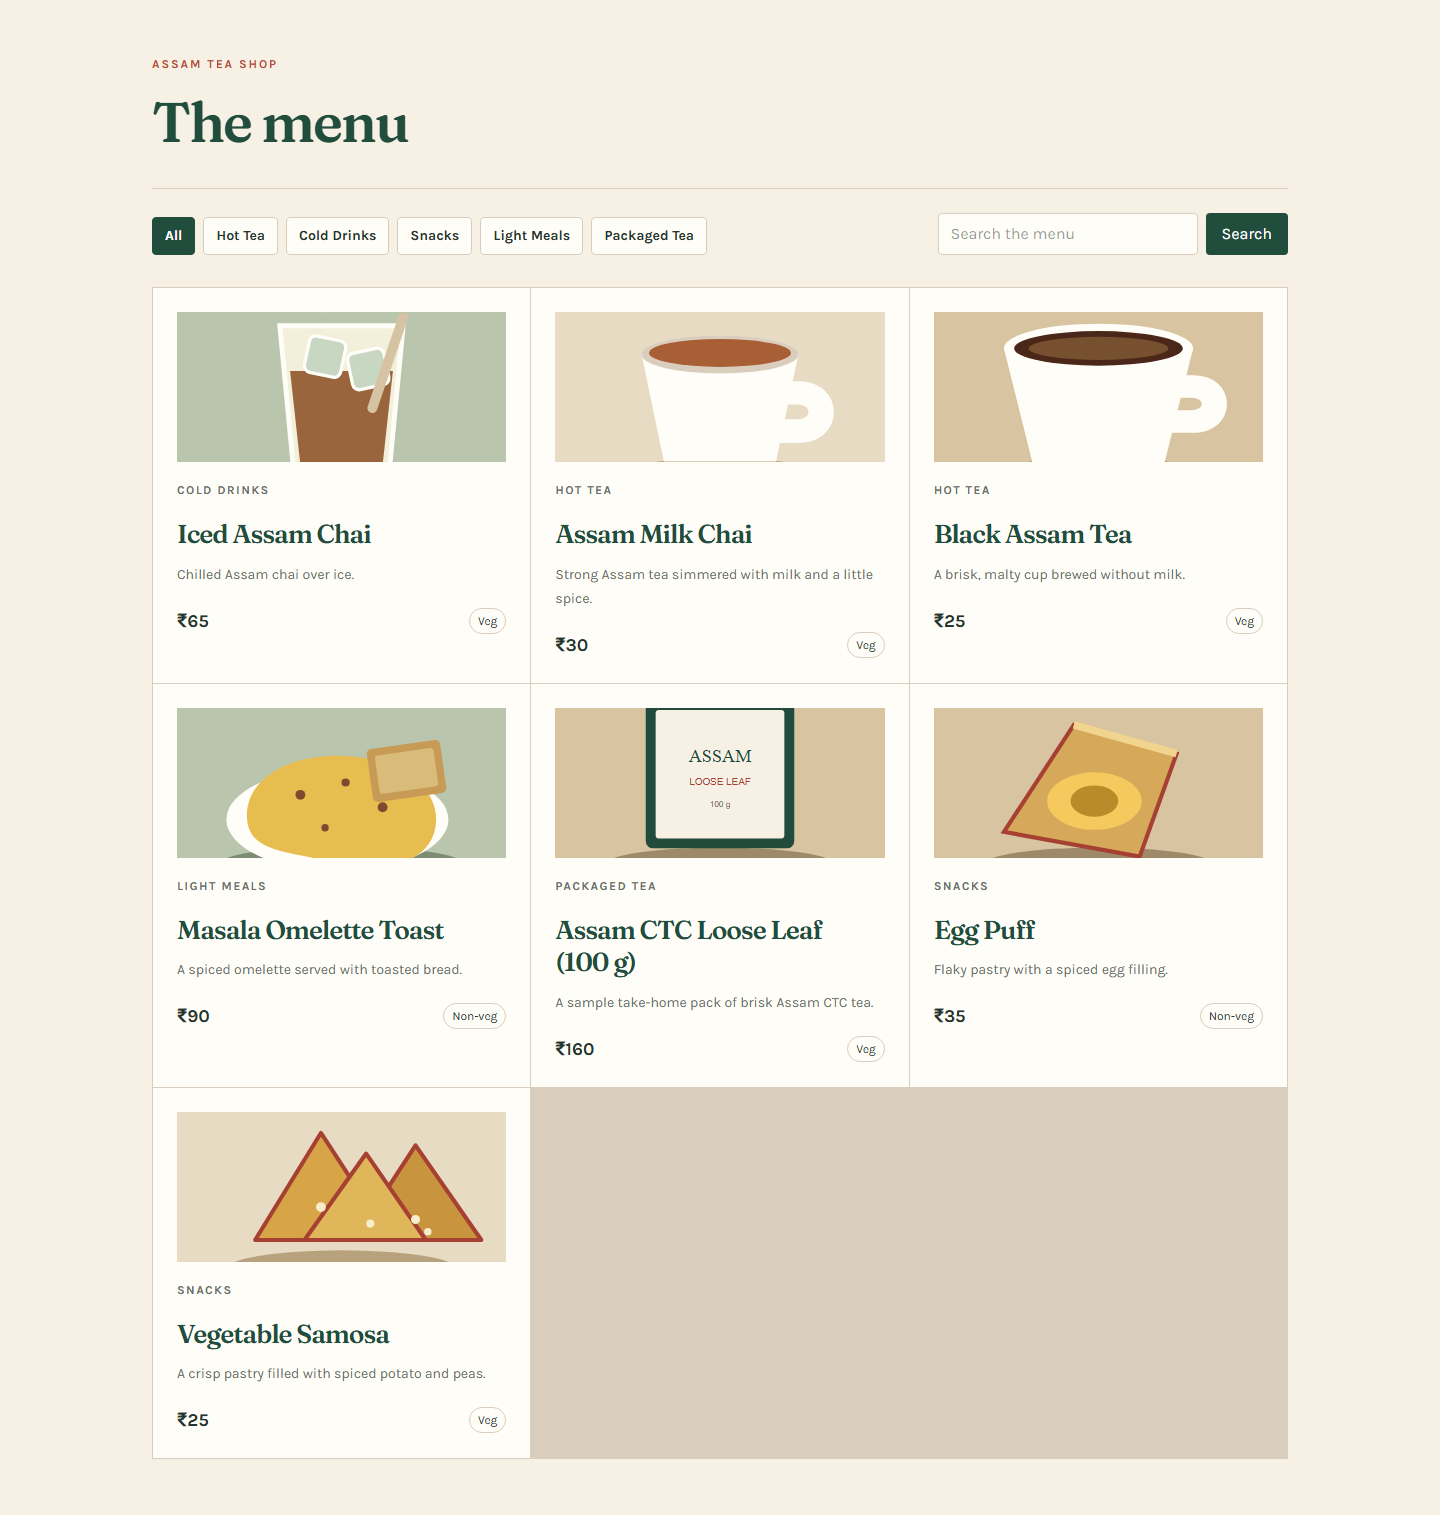 ASSAM TEA SHOP
The menu
All
Hot Tea
Cold Drinks
Snacks
Light Meals
Packaged Tea
Search the menu
Search
COLD DRINKS
Iced Assam Chai
Chilled Assam chai over ice.
₹65
Veg
HOT TEA
Assam Milk Chai
Strong Assam tea simmered with milk and a little
spice.
₹30
Veg
HOT TEA
Black Assam Tea
A brisk, malty cup brewed without milk.
₹25
Veg
LIGHT MEALS
Masala Omelette Toast
A spiced omelette served with toasted bread.
₹90
Non-veg
ASSAM
LOOSE LEAF
100 g
PACKAGED TEA
Assam CTC Loose Leaf
(100 g)
A sample take-home pack of brisk Assam CTC tea.
₹160
Veg
SNACKS
Egg Puff
Flaky pastry with a spiced egg filling.
₹35
Non-veg
SNACKS
Vegetable Samosa
A crisp pastry filled with spiced potato and peas.
₹25
Veg